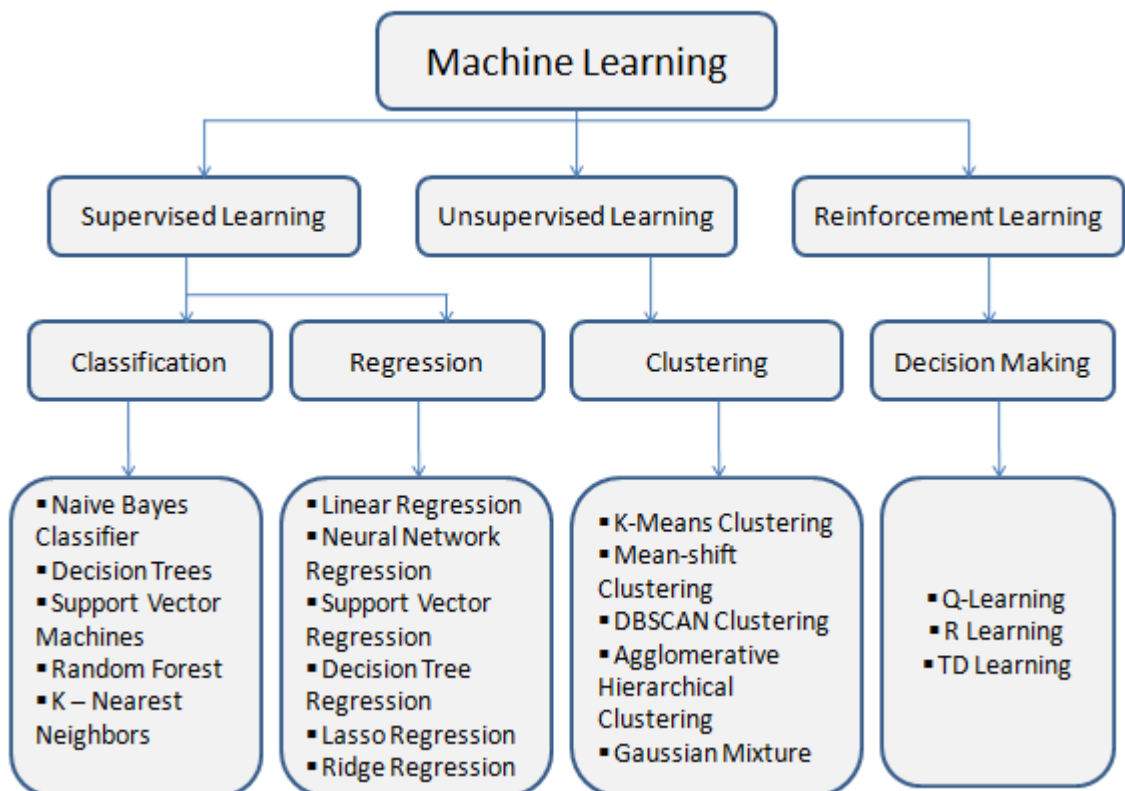 Machine Learning
Supervised Learning
Unsupervised Learning
Reinforcement Learning
Classification
Regression
Clustering
Decision Making
▪ Naive Bayes
Classifier
▪ Decision Trees
▪ Support Vector
Machines
▪ Random Forest
▪ K – Nearest
Neighbors
▪ Linear Regression
▪ Neural Network
Regression
▪ Support Vector
Regression
▪ Decision Tree
Regression
▪ Lasso Regression
▪ Ridge Regression
▪ K-Means Clustering
▪ Mean-shift
Clustering
▪ DBSCAN Clustering
▪ Agglomerative
Hierarchical
Clustering
▪ Gaussian Mixture
▪ Q-Learning
▪ R Learning
▪ TD Learning